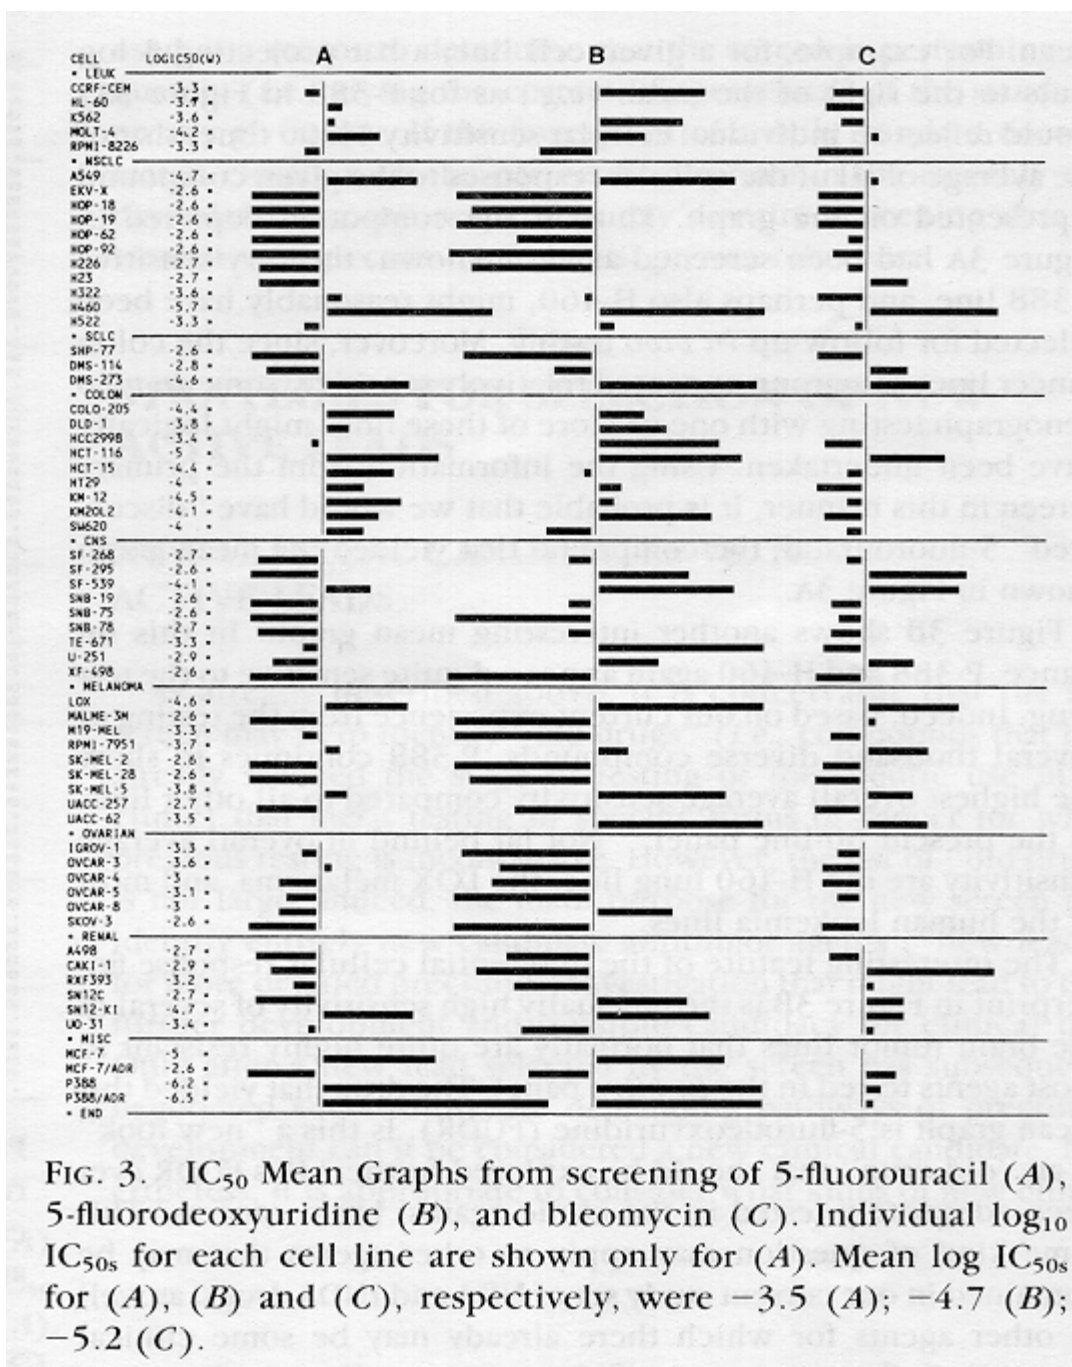 A B C
CELL LOGIC50(W)
* LEUK
CCRF-CEM -3.3 *
HL-60
K562 -3.6 *
MOLT-4 -4.2 *
RPMI-8226 -3.3 *
* NSCLC
A549 -4.7 *
EKV-X -2.6 *
HOP-18 -2.6 *
HOP-19 -2.6 *
HOP-62 -2.6 *
HOP-92 -2.6 *
H226 -2.7 *
H23 -2.7 *
H322 -3.6 *
H460 -5.7 *
H522 -3.3 *
* SCLC
SHP-77 -2.6 *
DMS-114 -2.8 *
DMS-273 -4.6 *
* COLON
COLO-205 -4.4 *
DLD-1 -3.8 *
HCC2998 -3.4 *
HCT-116 -5 *
HCT-15 -4.4 *
HT29 -4 *
KM-12 -4.5 *
KM20L2 -4.1 *
SW620 -4 *
* CNS
SF-268 -2.7 *
SF-295 -2.6 *
SF-539 -4.1 *
SNB-19 -2.6 *
SNB-75 -2.6 *
SNB-78 -2.7 *
TE-671 -3.3 *
U-251 -2.9 *
XF-498 -2.6 *
* MELANOMA
LOX -4.6 *
MALME-3M -2.6 *
M19-MEL -3.3 *
RPMI-7951 -3.7 *
SK-MEL-2 -2.6 *
SK-MEL-28 -2.6 *
SK-MEL-5 -3.8 *
UACC-257 -2.7 *
UACC-62 -3.5 *
* OVARIAN
IGROV-1 -3.3 *
OVCAR-3 -3.6 *
OVCAR-4 -3 *
OVCAR-5 -3.1 *
OVCAR-8 -3 *
SKOV-3 -2.6 *
* RENAL
A498 -2.7 *
CAKI-1 -2.9 *
RXF393 -3.2 *
SN12C -2.7 *
SN12-K1 -4.7 *
UO-31 -3.4 *
* MISC
MCF-7 -5 *
MCF-7/ADR -2.6 *
P388 -6.2 *
P388/ADR -6.5 *
* END
FIG. 3. IC50 Mean Graphs from screening of 5-fluorouracil (A),
5-fluorodeoxyuridine (B), and bleomycin (C). Individual log10
IC50s for each cell line are shown only for (A). Mean log IC50s
for (A), (B) and (C), respectively, were −3.5 (A); −4.7 (B);
−5.2 (C).